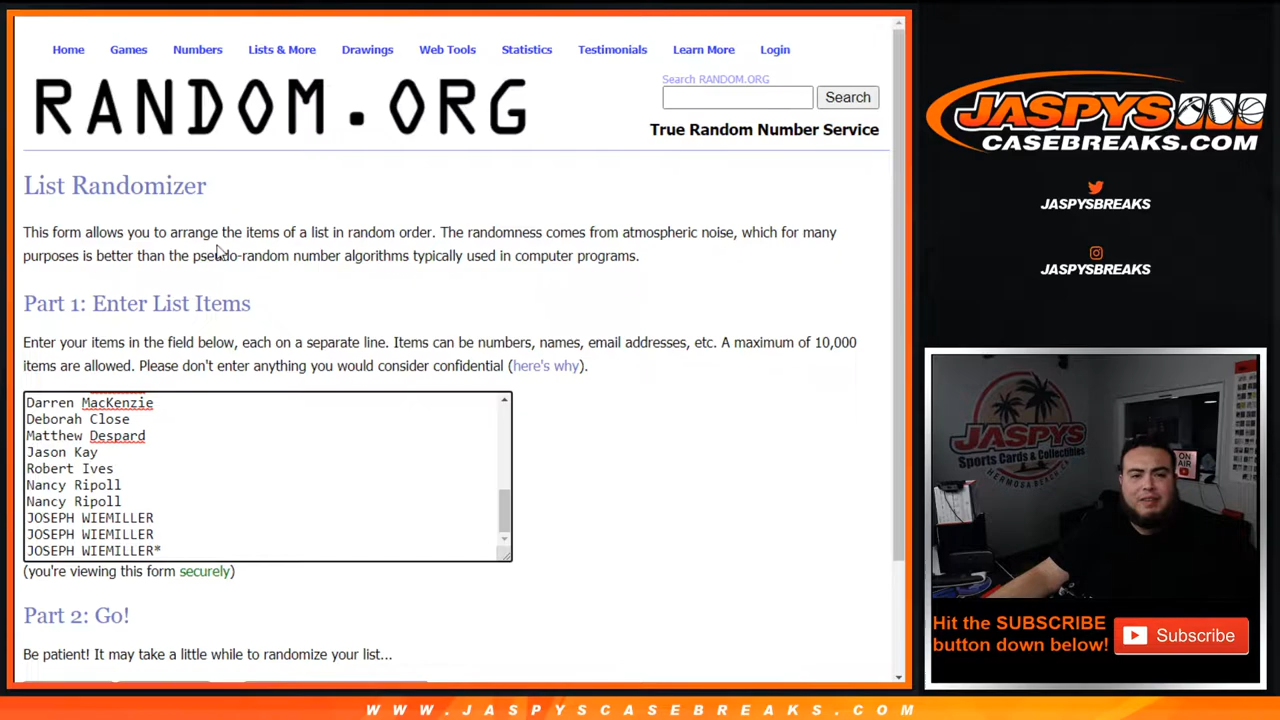 Home Games Numbers Lists & More Drawings Web Tools Statistics Testimonials Learn More Login
RANDOM.ORG
Search RANDOM.ORG
Search
True Random Number Service
List Randomizer
This form allows you to arrange the items of a list in random order. The randomness comes from atmospheric noise, which for many
purposes is better than the pseudo-random number algorithms typically used in computer programs.
Part 1: Enter List Items
Enter your items in the field below, each on a separate line. Items can be numbers, names, email addresses, etc. A maximum of 10,000
items are allowed. Please don't enter anything you would consider confidential (here's why).
Darren MacKenzie
Deborah Close
Matthew Despard
Jason Kay
Robert Ives
Nancy Ripoll
Nancy Ripoll
JOSEPH WIEMILLER
JOSEPH WIEMILLER
JOSEPH WIEMILLER*
(you're viewing this form securely)
Part 2: Go!
Be patient! It may take a little while to randomize your list...
JASPYS
CASEBREAKS.COM
JASPYSBREAKS
JASPYSBREAKS
JASPYS
Sports Cards & Collectibles
HERMOSA BEACH, CA
ON AIR
Hit the SUBSCRIBE
button down below!
Subscribe
WWW.JASPYSCASEBREAKS.COM